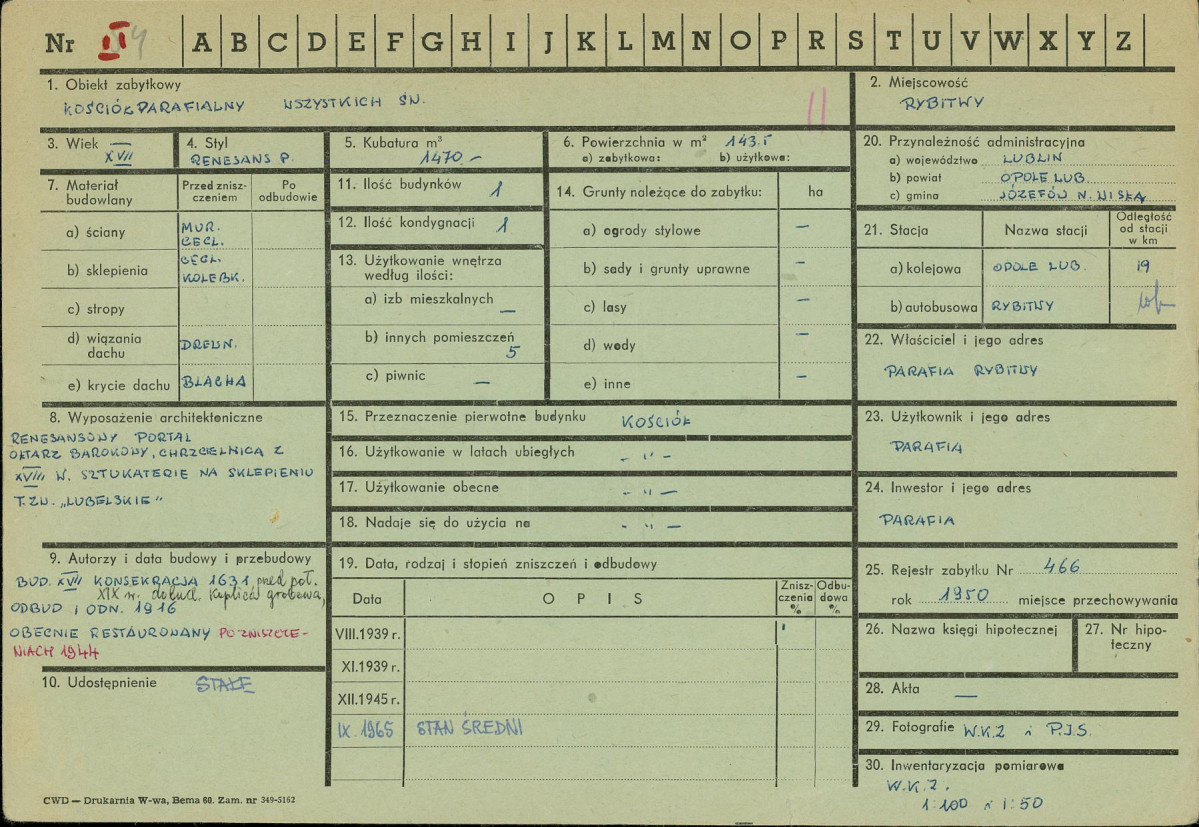 Nr II
A B C D E F G H I J K L M N O P R S T U V W X Y Z
1. Obiekt zabytkowy
KOŚCIÓŁ PARAFIALNY WSZYSTKICH ŚW. II
2. Miejscowość
RYBITWY
3. Wiek
XVII
4. Styl
RENESANS P.
5. Kubatura m³
1470 –
6. Powierzchnia w m² 143.5
a) zabytkowa: b) użytkowa:
20. Przynależność administracyjna
a) województwo LUBLIN
b) powiat OPOLE LUB.
c) gmina JÓZEFÓW N. WISŁĄ
7. Materiał budowlany
Przed zniszczeniem
Po odbudowie
a) ściany MUR. CEGL.
b) sklepienia CEGL. KOLEBK.
c) stropy
d) wiązania dachu DREWN.
e) krycie dachu BLACHA
11. Ilość budynków 1
12. Ilość kondygnacji 1
13. Użytkowanie wnętrza
według ilości:
a) izb mieszkalnych –
b) innych pomieszczeń
5
c) piwnic –
14. Grunty należące do zabytku: ha
a) ogrody stylowe –
b) sady i grunty uprawne –
c) lasy –
d) wody –
e) inne –
21. Stacja Nazwa stacji Odległość od stacji w km
a) kolejowa OPOLE LUB. 19
b) autobusowa RYBITWY
22. Właściciel i jego adres
PARAFIA RYBITWY
8. Wyposażenie architektoniczne
RENESANSOWY PORTAL
OŁTARZ BAROKOWY, CHRZCIELNICA Z
XVIII W. SZTUKATERIE NA SKLEPIENIU
T.ZW. „LUBELSKIE"
15. Przeznaczenie pierwotne budynku KOŚCIÓŁ
16. Użytkowanie w latach ubiegłych – " –
17. Użytkowanie obecne – " –
18. Nadaje się do użycia na – " –
23. Użytkownik i jego adres
PARAFIA
24. Inwestor i jego adres
PARAFIA
9. Autorzy i data budowy i przebudowy
BUD. XVII KONSEKRACJA 1631 przed poł.
XIX w. dobud. kaplica grobowa,
ODBUD I ODN. 1916
OBECNIE RESTAUROWANY PO ZNISZCZE-
NIACH 1944
10. Udostępnienie STAŁE
19. Data, rodzaj i stopień zniszczeń i odbudowy
Data OPIS Zniszczenia % Odbudowa %
VIII.1939 r.
XI.1939 r.
XII.1945 r.
IX. 1965 STAN ŚREDNI
25. Rejestr zabytku Nr 466
rok 1950 miejsce przechowywania
26. Nazwa księgi hipotecznej
27. Nr hipoteczny
28. Akta –
29. Fotografie W.K.Z i P.I.S.
30. Inwentaryzacja pomiarowa
W.K.Z.
1:100 i 1:50
CWD — Drukarnia W-wa, Bema 60. Zam. nr 349-5162